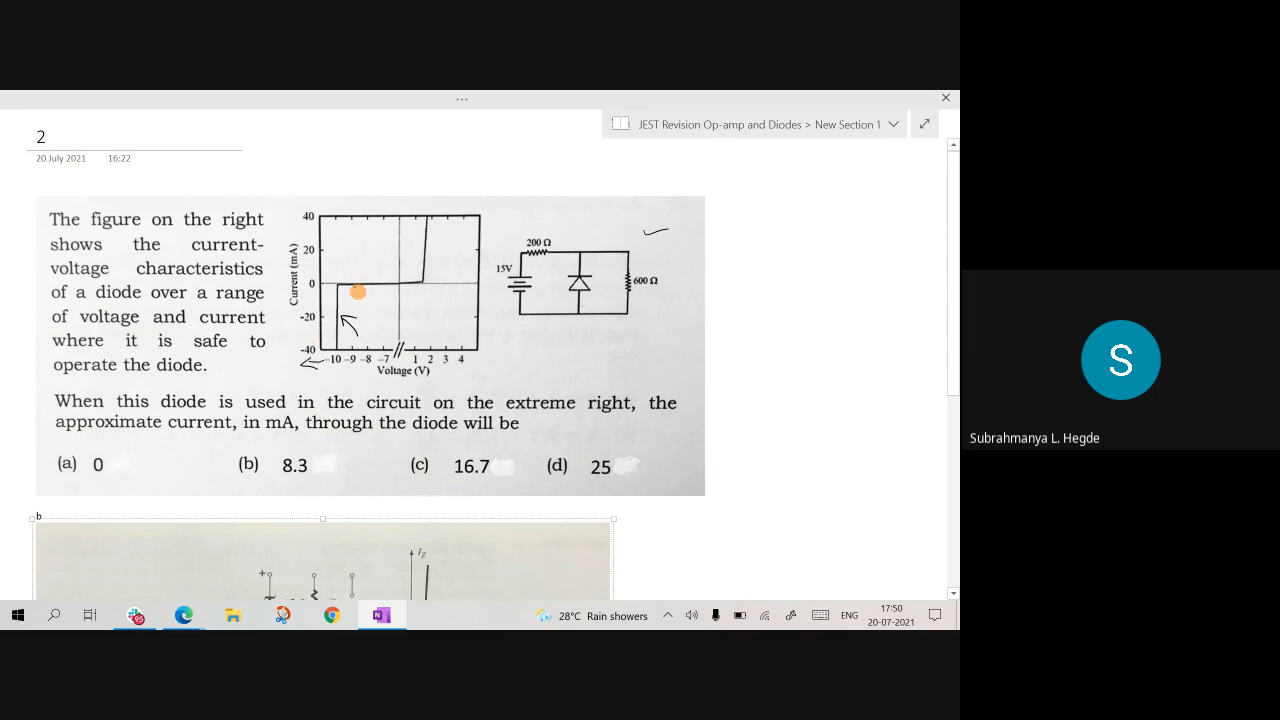 ...
JEST Revision Op-amp and Diodes > New Section 1
2
20 July 2021 16:22
The figure on the right
shows the current-
voltage characteristics
of a diode over a range
of voltage and current
where it is safe to
operate the diode.
40
20
0
-20
-40
Current (mA)
-10 -9 -8 -7 1 2 3 4
Voltage (V)
200 Ω
15V
600 Ω
When this diode is used in the circuit on the extreme right, the
approximate current, in mA, through the diode will be
(a) 0 (b) 8.3 (c) 16.7 (d) 25
b
+
I_Z
Subrahmanya L. Hegde
95
28°C Rain showers
ENG
17:50
20-07-2021
S